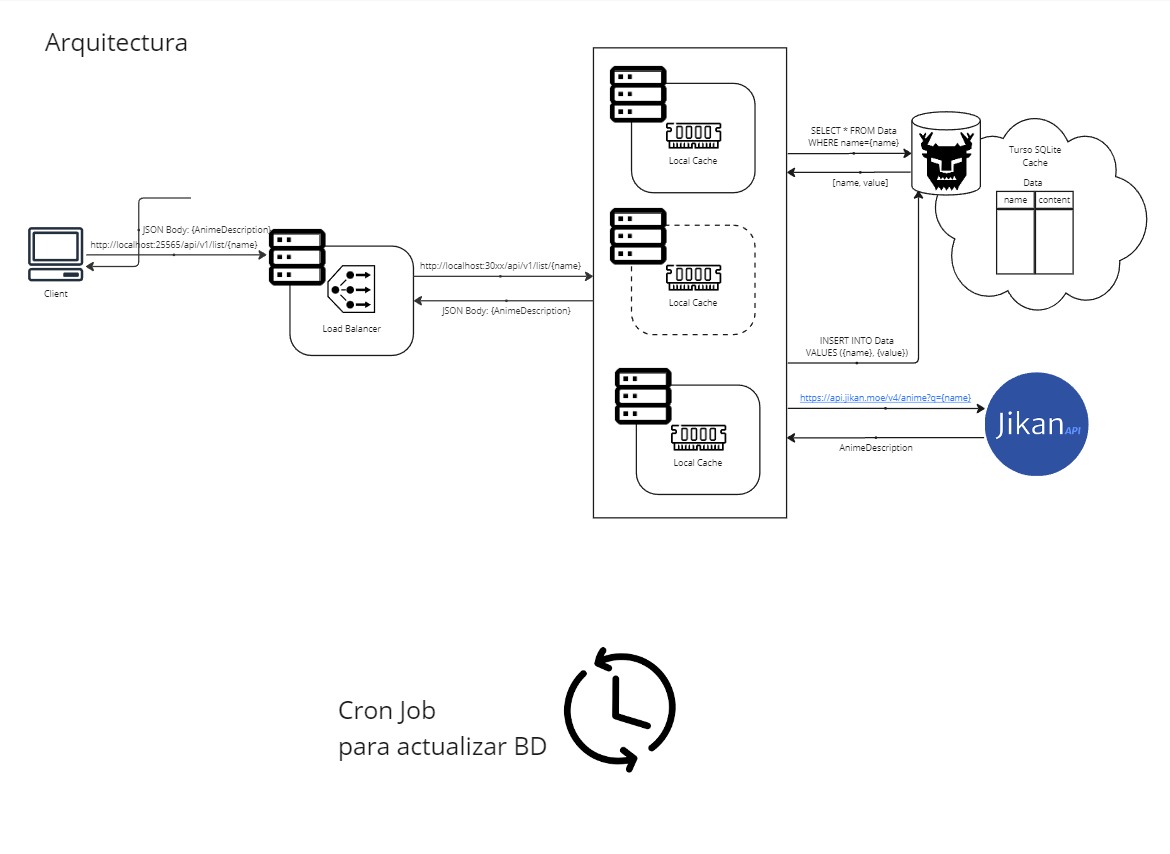 Arquitectura
Client
JSON Body: {AnimeDescription}
http://localhost:25565/api/v1/list/{name}
Load Balancer
http://localhost:30xx/api/v1/list/{name}
JSON Body: {AnimeDescription}
Local Cache
Local Cache
Local Cache
SELECT * FROM Data
WHERE name={name}
[name, value]
Turso SQLite
Cache
Data
name content
INSERT INTO Data
VALUES ({name}, {value})
https://api.jikan.moe/v4/anime?q={name}
AnimeDescription
Jikan API
Cron Job
para actualizar BD